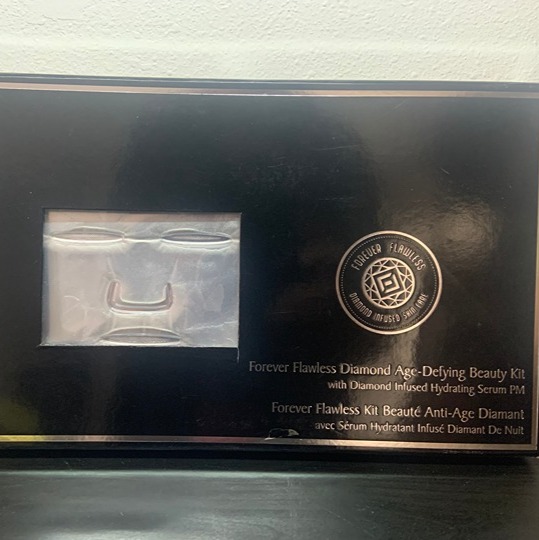 FOREVER FLAWLESS
DIAMOND INFUSED SKIN CARE
Forever Flawless Diamond Age-Defying Beauty Kit
with Diamond Infused Hydrating Serum PM
Forever Flawless Kit Beauté Anti-Age Diamant
avec Sérum Hydratant Infusé Diamant De Nuit